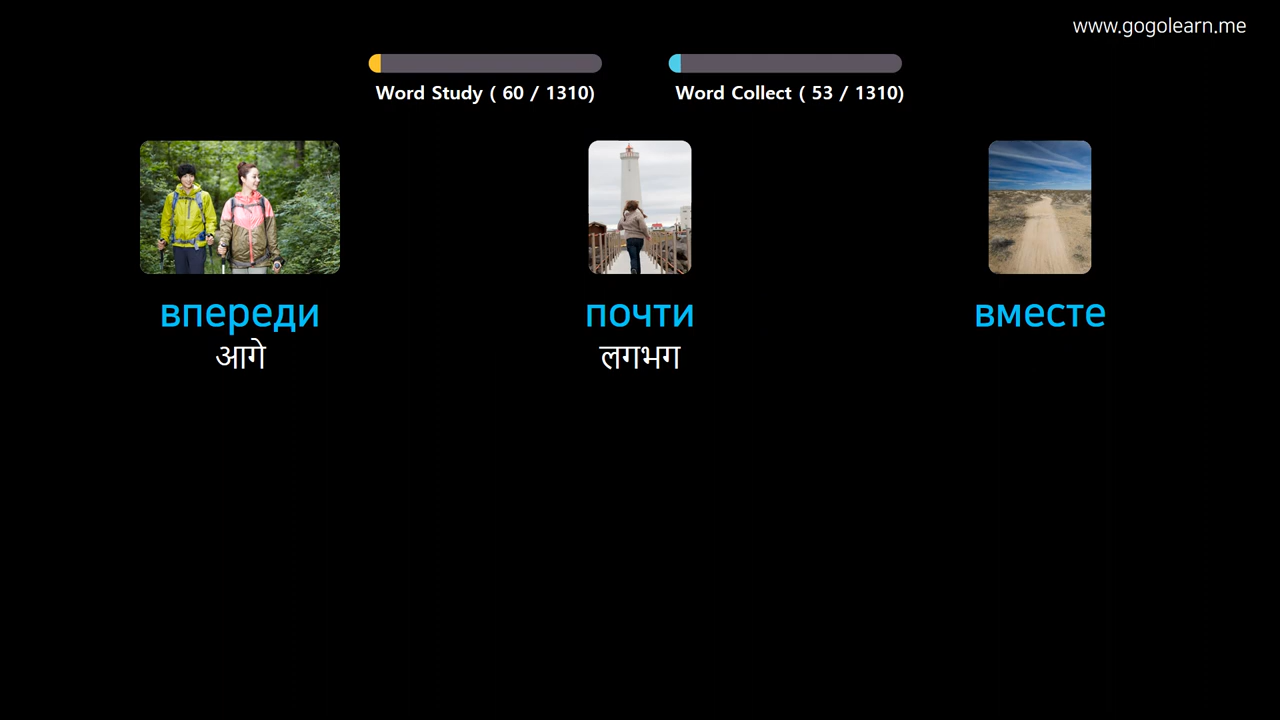 www.gogolearn.me
Word Study ( 60 / 1310)
Word Collect ( 53 / 1310)
впереди
почти
вместе
आगे
लगभग